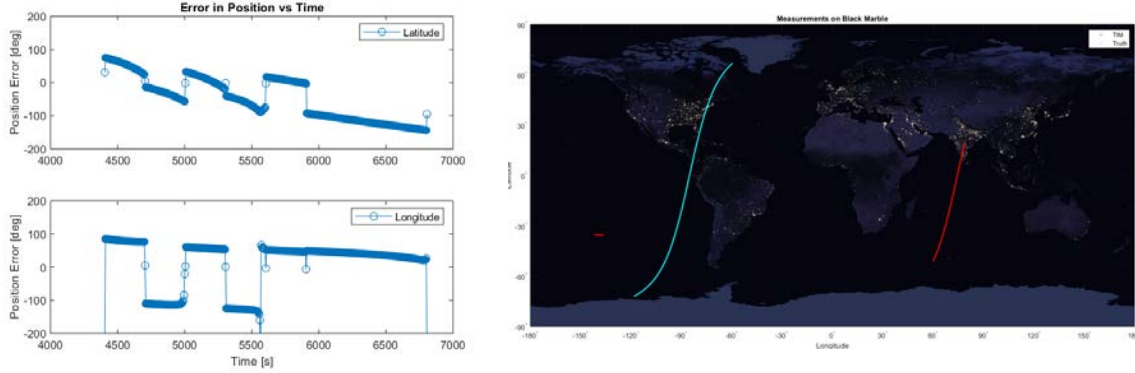 Error in Position vs Time
200
100
0
-100
-200
4000 4500 5000 5500 6000 6500 7000
Position Error [deg]
Latitude
200
100
0
-100
-200
4000 4500 5000 5500 6000 6500 7000
Position Error [deg]
Longitude
Time [s]
Measurements on Black Marble
TIM
Truth
90
60
30
0
-30
-60
-90
-180 -150 -120 -90 -60 -30 0 30 60 90 120 150 180
Longitude